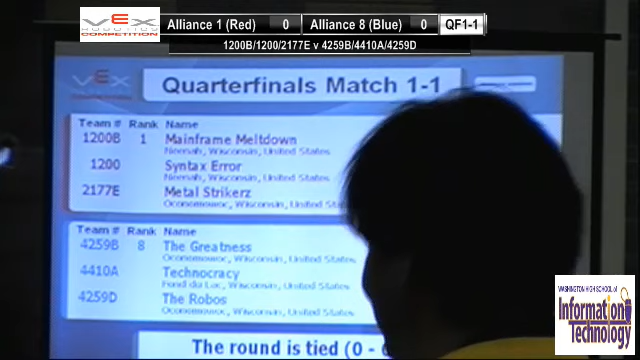 VEX
ROBOTICS
COMPETITION
Alliance 1 (Red) 0 Alliance 8 (Blue) 0 QF1-1
1200B/1200/2177E v 4259B/4410A/4259D
VEX
Quarterfinals Match 1-1
Team # Rank Name
1200B 1 Mainframe Meltdown
Neenah, Wisconsin, United States
1200 Syntax Error
Neenah, Wisconsin, United States
2177E Metal Strikerz
Oconomowoc, Wisconsin, United
Team # Rank Name
4259B 8 The Greatness
Oconomowoc, Wisconsin, United States
4410A Technocracy
Fond du Lac, Wisconsin, United States
4259D The Robos
Oconomowoc, Wisconsin, United States
The round is tied (0 -
WASHINGTON HIGH SCHOOL of
Information
Technology